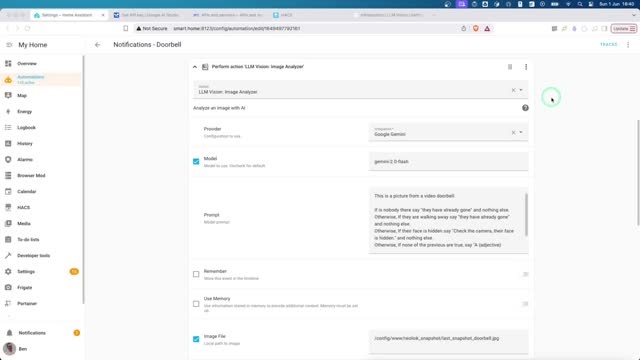 Sun 1 Jun 18:40
Settings – Home Assistant
Get API key | Google AI Studio
HACS
Not Secure
smart.home:8123/config/automation/edit/1649497792161
Update
My Home
Notifications - Doorbell
TRACES
Overview
Automations
Map
Energy
Logbook
History
Alarmo
Browser Mod
Calendar
HACS
Media
To-do lists
Developer tools
Settings
Frigate
Portainer
Notifications
1
Ben
Perform action 'LLM Vision: Image Analyzer'
Action
LLM Vision: Image Analyzer
Analyze an image with AI
Provider
Configuration to use.
Integration*
Google Gemini
Model
Model to use. Uncheck for default
gemini-2.0-flash
Prompt
Model prompt.
This is a picture from a video doorbell:
If is nobody there say "they have already gone" and nothing else.
Otherwise, If they are walking away say "they have already gone"
and nothing else.
Otherwise, If their face is hidden say "Check the camera, their face
is hidden." and nothing else.
Otherwise, If none of the previous are true, say "A (adjective)
Remember
Store this event in the timeline
Use Memory
Use information stored in memory to provide additional context. Memory must be set
up.
Image File
Local path to image
/config/www/reolink_snapshot/last_snapshot_doorbell.jpg